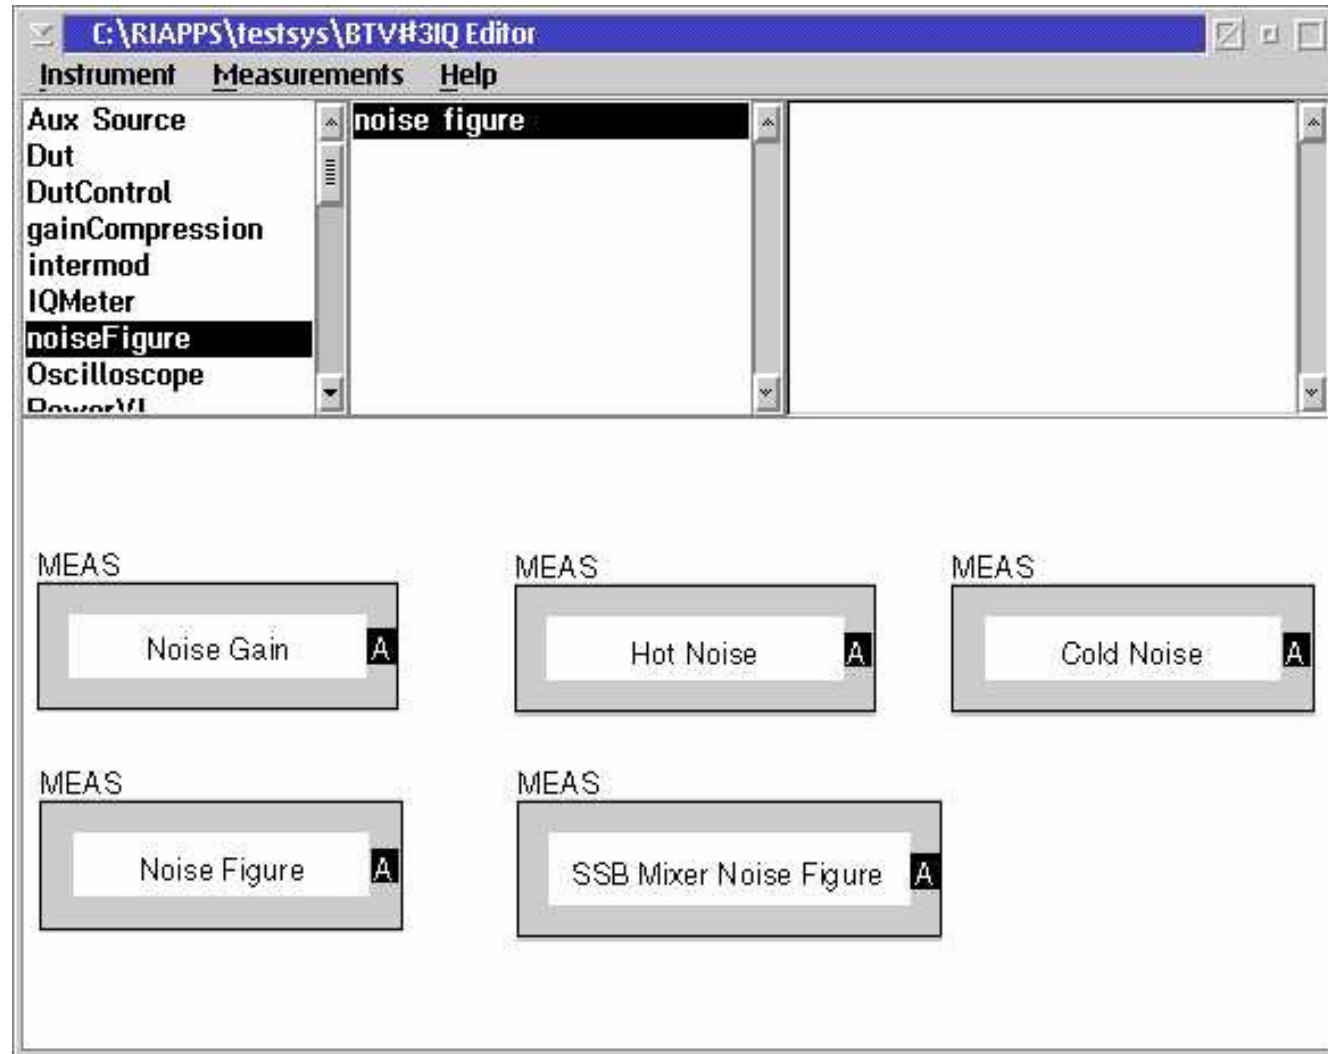 C:\RIAPPS\testsys\BTV#3IQ Editor
Instrument Measurements Help
Aux Source
Dut
DutControl
gainCompression
intermod
IQMeter
noiseFigure
Oscilloscope
noise figure
MEAS
Noise Gain A
MEAS
Hot Noise A
MEAS
Cold Noise A
MEAS
Noise Figure A
MEAS
SSB Mixer Noise Figure A